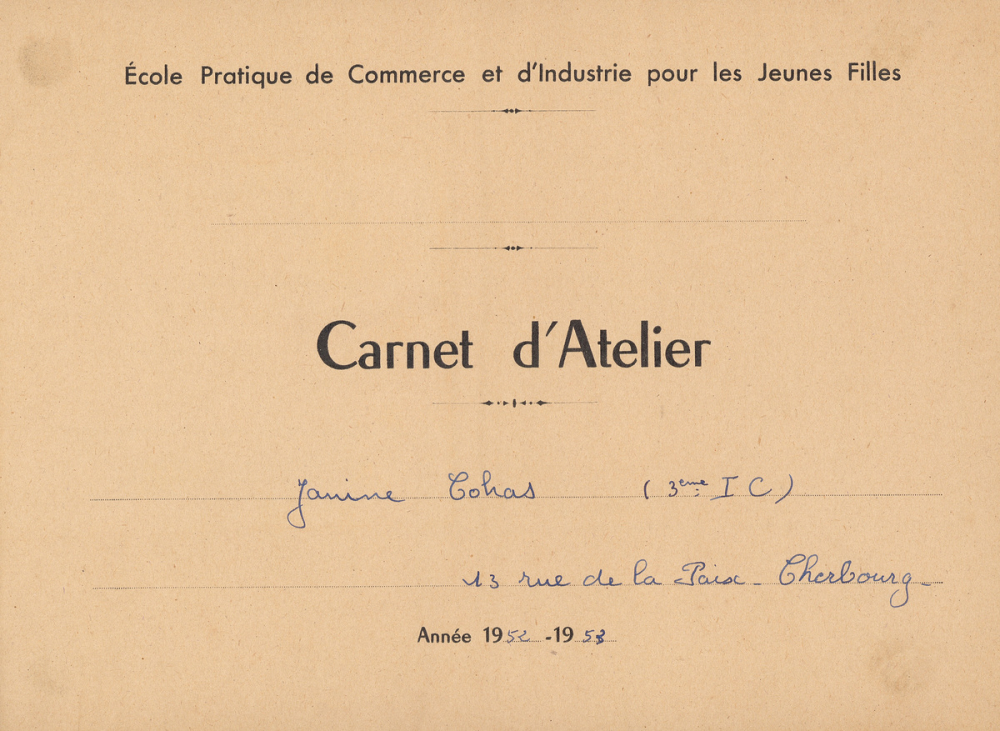 École Pratique de Commerce et d'Industrie pour les Jeunes Filles
Carnet d'Atelier
Janine Cohas (3ème I C)
13 rue de la Paix - Cherbourg -
Année 1952 - 1953